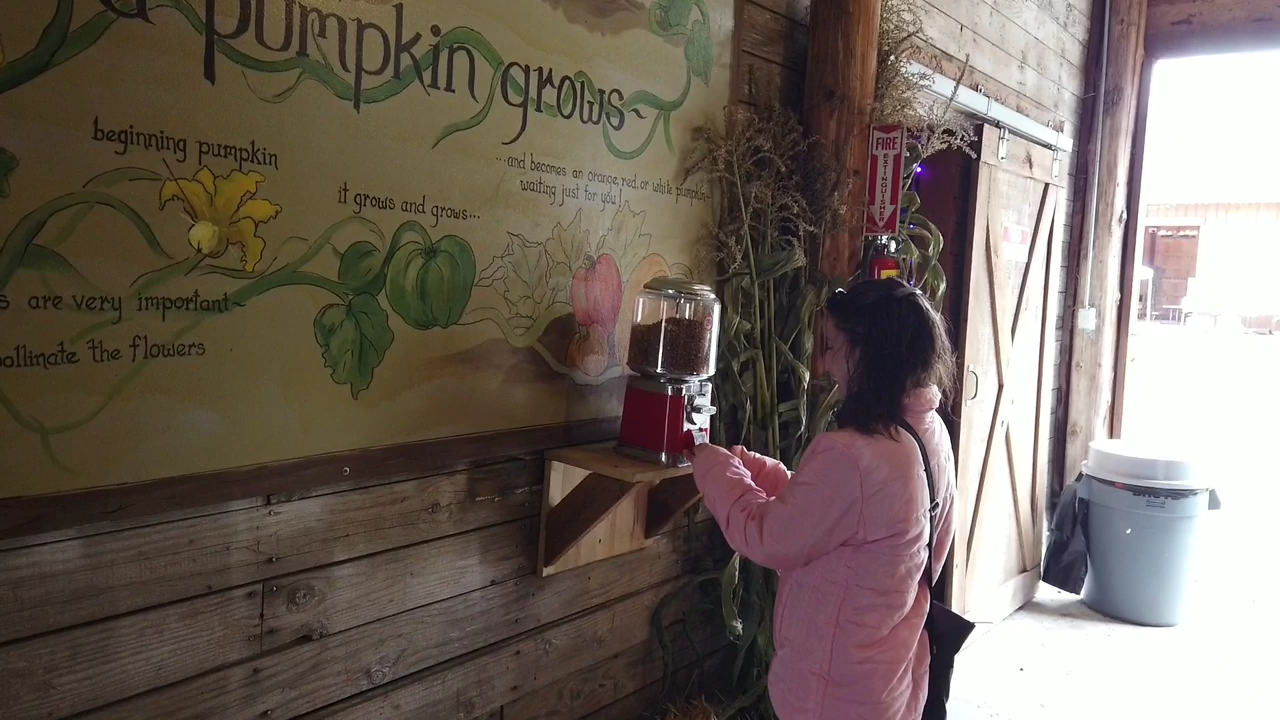 a pumpkin grows~
beginning pumpkin
it grows and grows...
...and becomes an orange, red, or white pumpkin-
waiting just for you!
are very important~
pollinate the flowers
FIRE
EXTINGUISHER